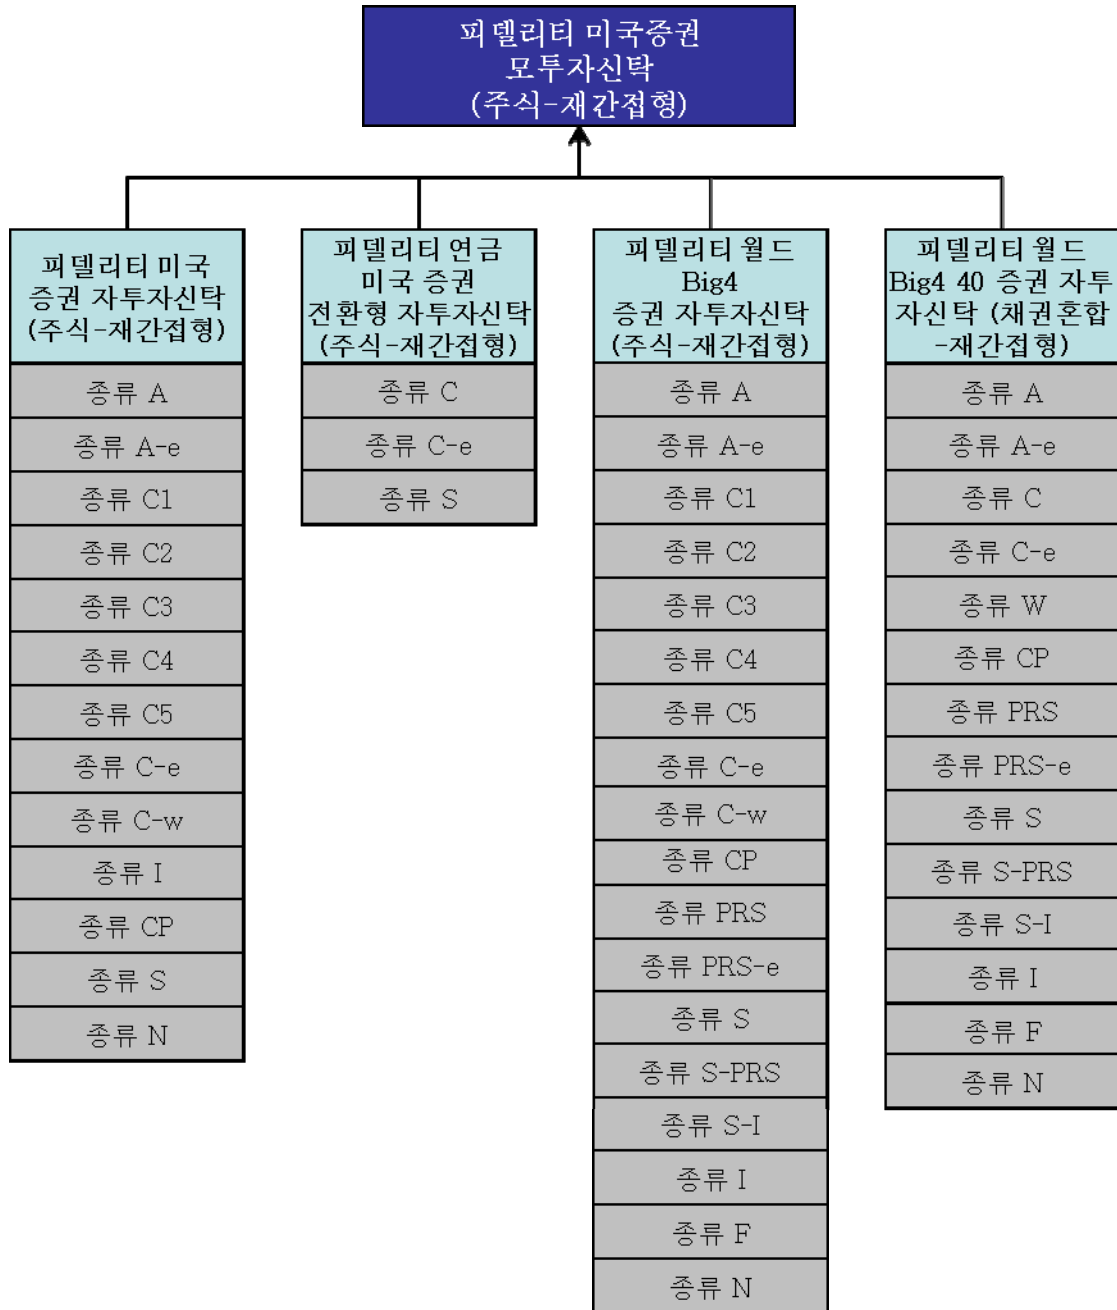 피델리티 미국증권
모투자신탁
(주식-재간접형)
피델리티 미국
증권 자투자신탁
(주식-재간접형)
종류 A
종류 A-e
종류 C1
종류 C2
종류 C3
종류 C4
종류 C5
종류 C-e
종류 C-w
종류 I
종류 CP
종류 S
종류 N
피델리티 연금
미국 증권
전환형 자투자신탁
(주식-재간접형)
종류 C
종류 C-e
종류 S
피델리티 월드
Big4
증권 자투자신탁
(주식-재간접형)
종류 A
종류 A-e
종류 C1
종류 C2
종류 C3
종류 C4
종류 C5
종류 C-e
종류 C-w
종류 CP
종류 PRS
종류 PRS-e
종류 S
종류 S-PRS
종류 S-I
종류 I
종류 F
종류 N
피델리티 월드
Big4 40 증권 자투
자신탁 (채권혼합
-재간접형)
종류 A
종류 A-e
종류 C
종류 C-e
종류 W
종류 CP
종류 PRS
종류 PRS-e
종류 S
종류 S-PRS
종류 S-I
종류 I
종류 F
종류 N